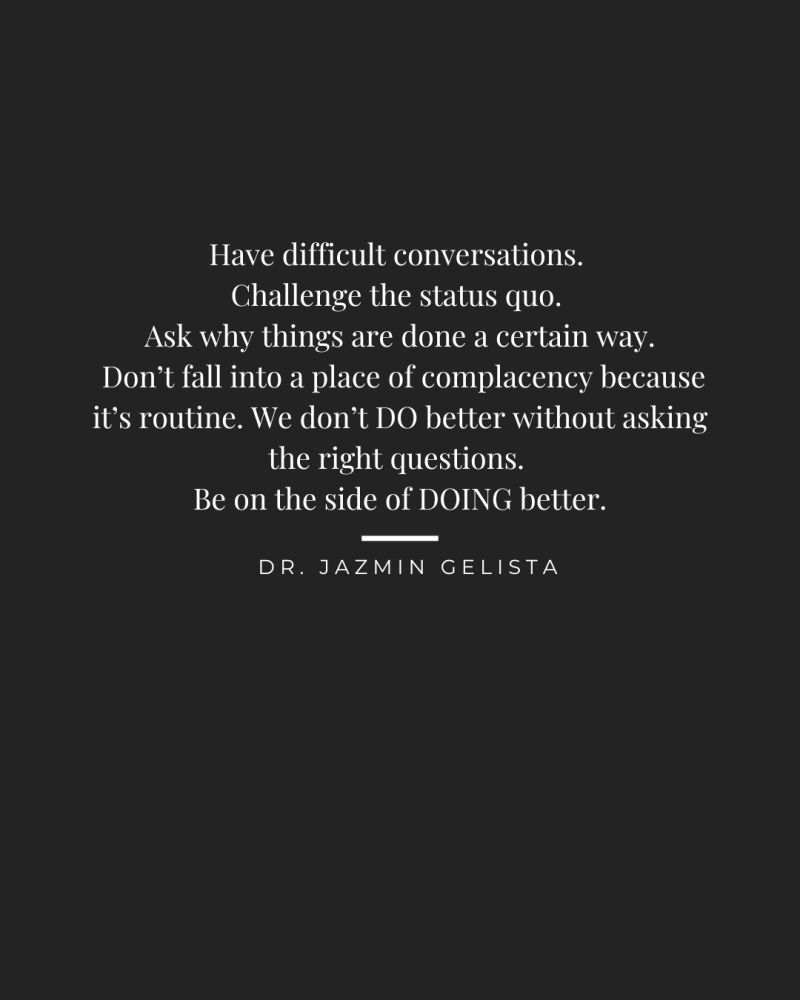 Have difficult conversations.
Challenge the status quo.
Ask why things are done a certain way.
Don’t fall into a place of complacency because
it’s routine. We don’t DO better without asking
the right questions.
Be on the side of DOING better.
DR. JAZMIN GELISTA